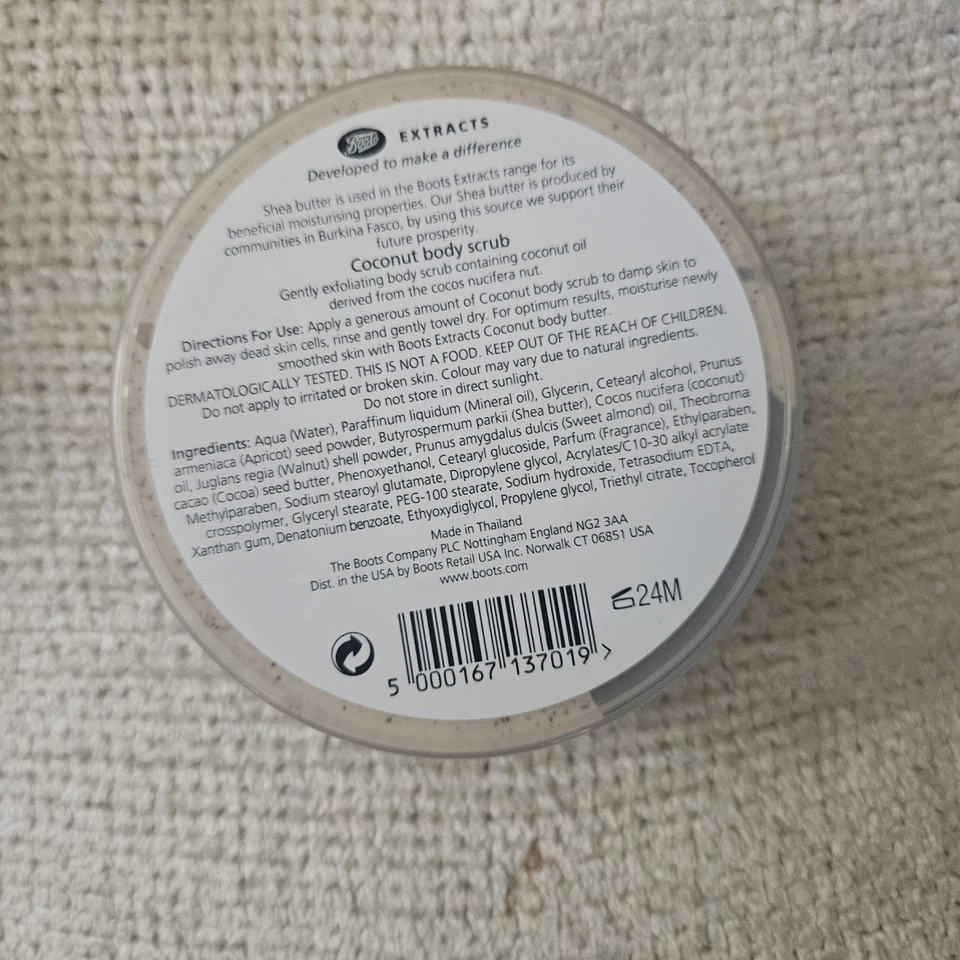 Boots EXTRACTS
Developed to make a difference
Shea butter is used in the Boots Extracts range for its
beneficial moisturising properties. Our Shea butter is produced by
communities in Burkina Fasco, by using this source we support their
future prosperity.
Coconut body scrub
Gently exfoliating body scrub containing coconut oil
derived from the cocos nucifera nut.
Directions For Use: Apply a generous amount of Coconut body scrub to damp skin to
polish away dead skin cells, rinse and gently towel dry. For optimum results, moisturise newly
smoothed skin with Boots Extracts Coconut body butter.
DERMATOLOGICALLY TESTED. THIS IS NOT A FOOD. KEEP OUT OF THE REACH OF CHILDREN.
Do not apply to irritated or broken skin. Colour may vary due to natural ingredients.
Do not store in direct sunlight.
Ingredients: Aqua (Water), Paraffinum liquidum (Mineral oil), Glycerin, Cetearyl alcohol, Prunus
armeniaca (Apricot) seed powder, Butyrospermum parkii (Shea butter), Cocos nucifera (coconut)
oil, Juglans regia (Walnut) shell powder, Prunus amygdalus dulcis (Sweet almond) oil, Theobroma
cacao (Cocoa) seed butter, Phenoxyethanol, Cetearyl glucoside, Parfum (Fragrance), Ethylparaben,
Methylparaben, Sodium stearoyl glutamate, Dipropylene glycol, Acrylates/C10-30 alkyl acrylate
crosspolymer, Glyceryl stearate, PEG-100 stearate, Sodium hydroxide, Tetrasodium EDTA,
Xanthan gum, Denatonium benzoate, Ethyoxydiglycol, Propylene glycol, Triethyl citrate, Tocopherol
Made in Thailand
The Boots Company PLC Nottingham England NG2 3AA
Dist. in the USA by Boots Retail USA Inc. Norwalk CT 06851 USA
www.boots.com
24M
5 000167 137019 >